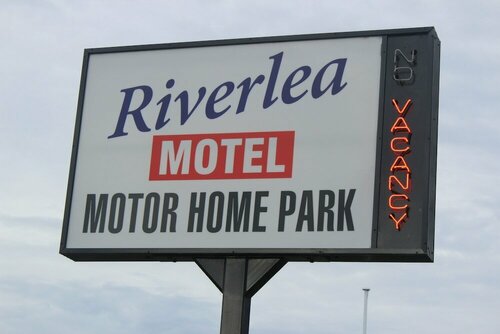 Riverlea
MOTEL
MOTOR HOME PARK
NO
VACANCY